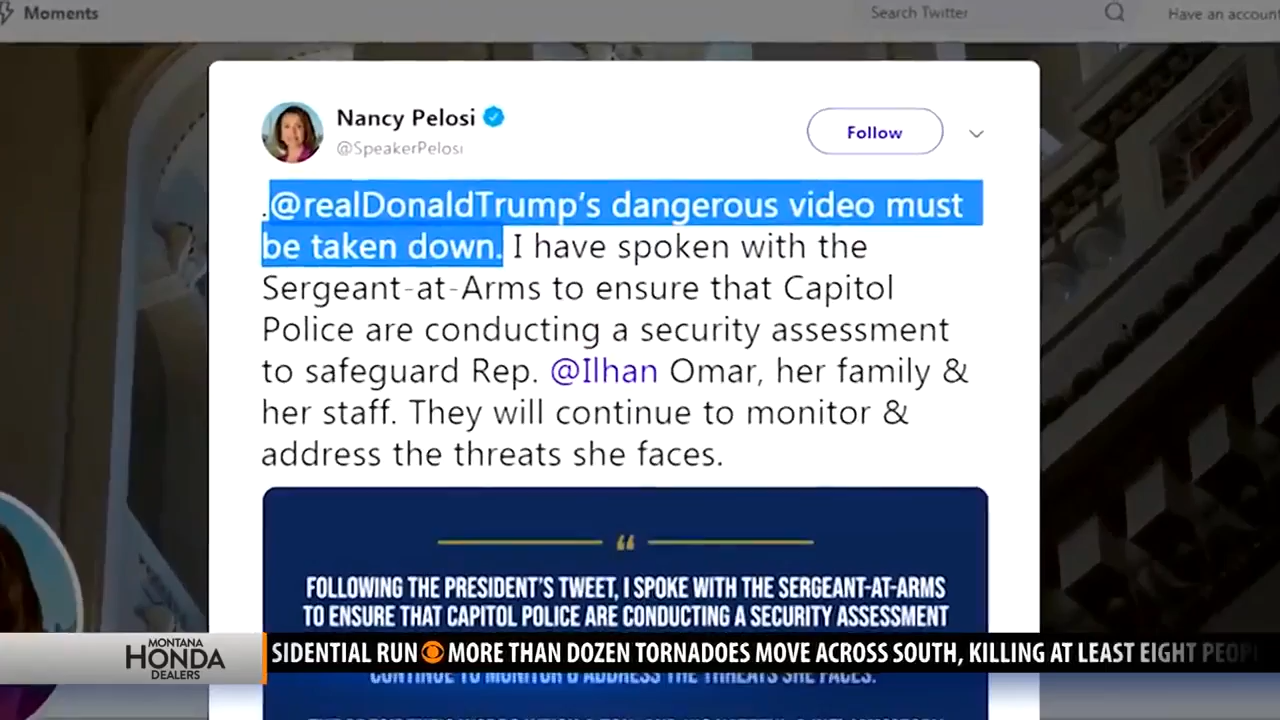 Moments
Search Twitter
Have an account
Nancy Pelosi
@SpeakerPelosi
Follow
.@realDonaldTrump's dangerous video must
be taken down. I have spoken with the
Sergeant-at-Arms to ensure that Capitol
Police are conducting a security assessment
to safeguard Rep. @Ilhan Omar, her family &
her staff. They will continue to monitor &
address the threats she faces.
“
FOLLOWING THE PRESIDENT'S TWEET, I SPOKE WITH THE SERGEANT-AT-ARMS
TO ENSURE THAT CAPITOL POLICE ARE CONDUCTING A SECURITY ASSESSMENT
MONTANA
HONDA
DEALERS
SIDENTIAL RUN MORE THAN DOZEN TORNADOES MOVE ACROSS SOUTH, KILLING AT LEAST EIGHT PEOP
CONTINUE TO MONITOR & ADDRESS THE THREATS SHE FACES.